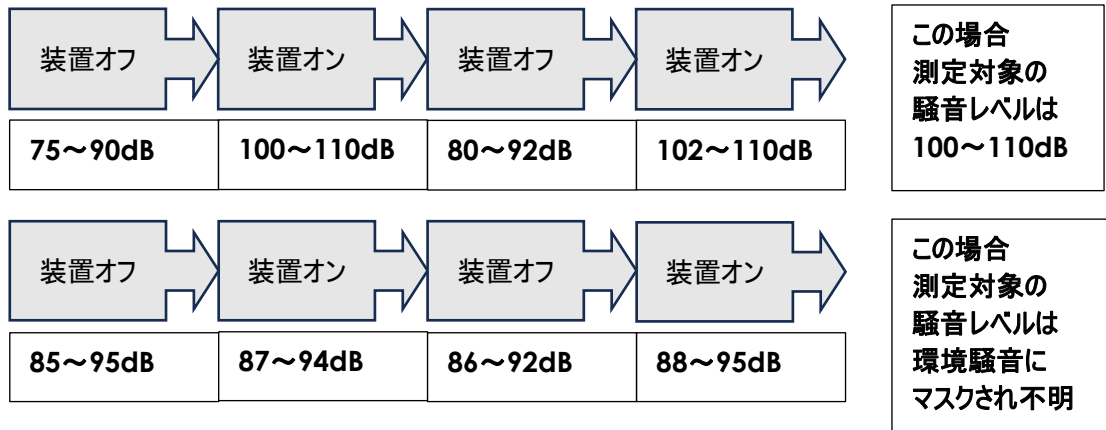 装置オフ
装置オン
装置オフ
装置オン
75～90dB
100～110dB
80～92dB
102～110dB
この場合
測定対象の
騒音レベルは
100～110dB
装置オフ
装置オン
装置オフ
装置オン
85～95dB
87～94dB
86～92dB
88～95dB
この場合
測定対象の
騒音レベルは
環境騒音に
マスクされ不明